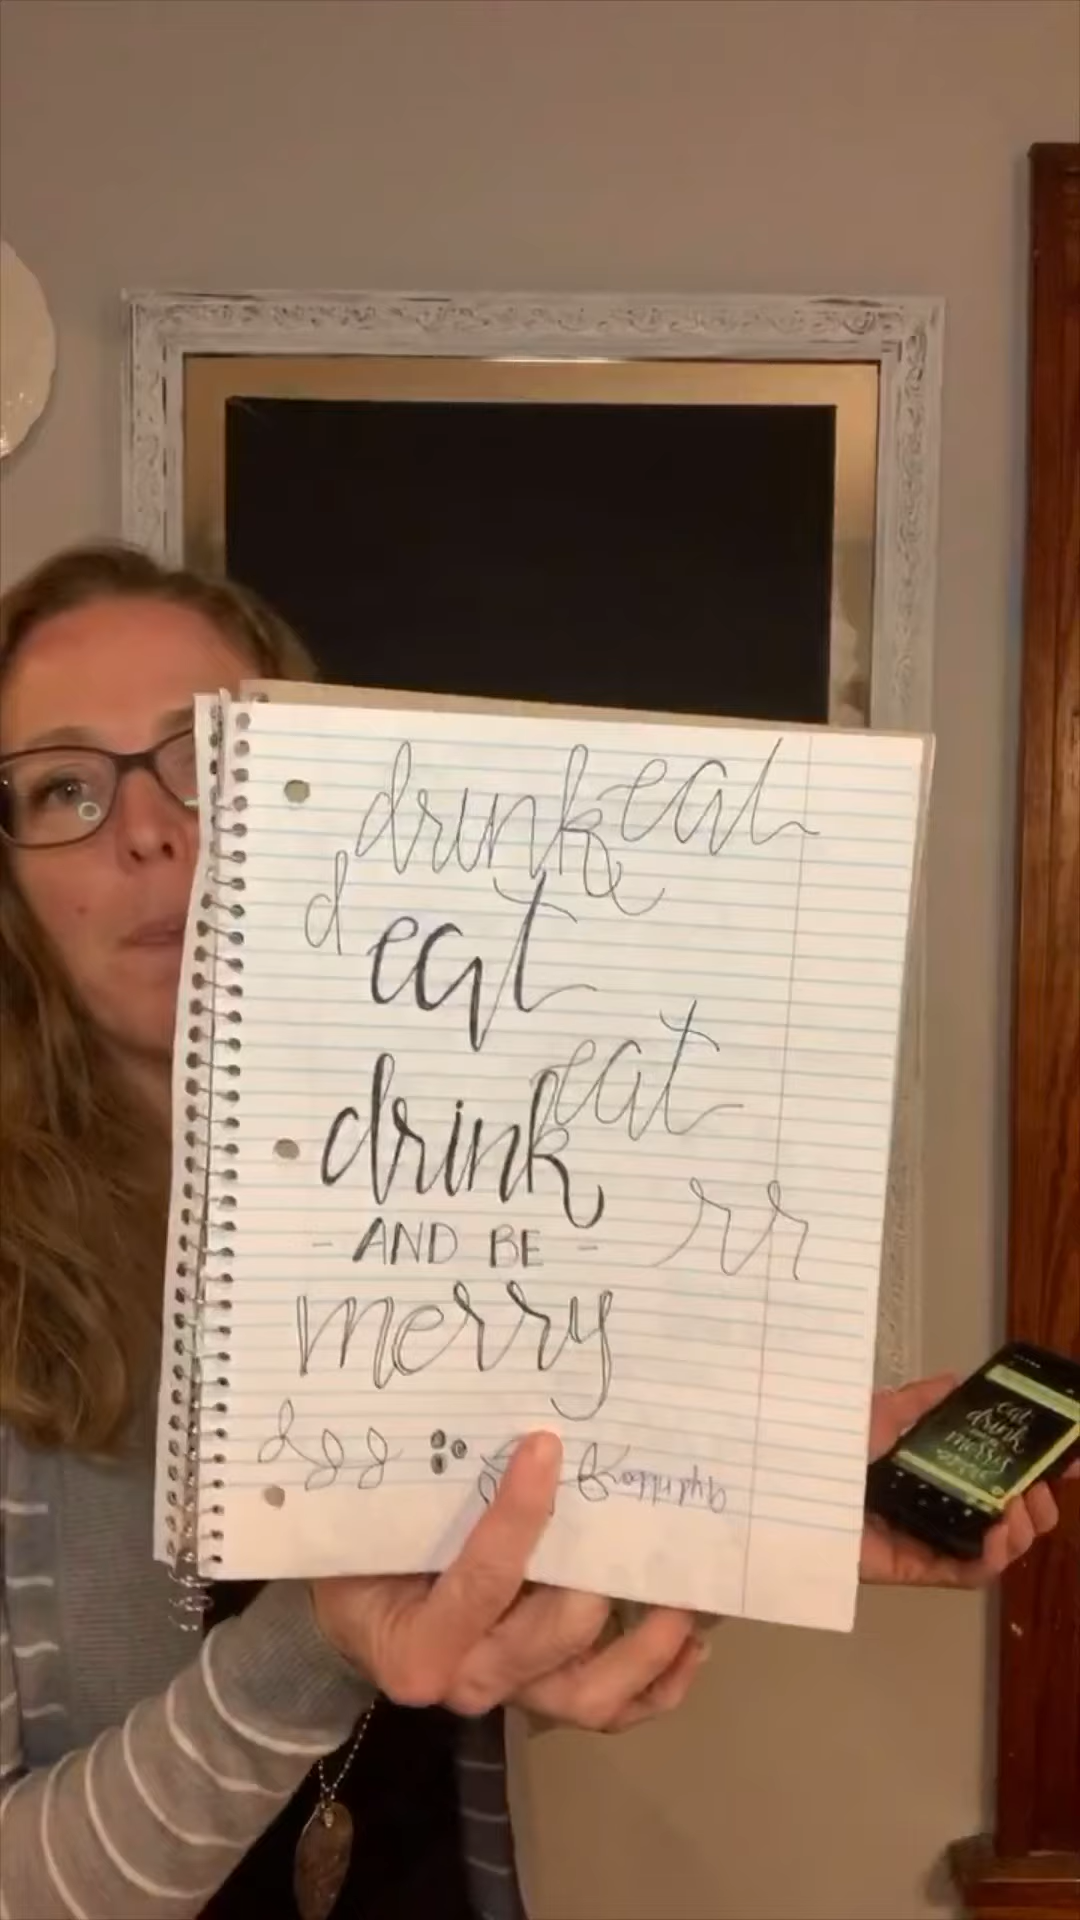 drink eat
d
eat
eat
drink
rr
- AND BE -
merry
eat
drink
merry